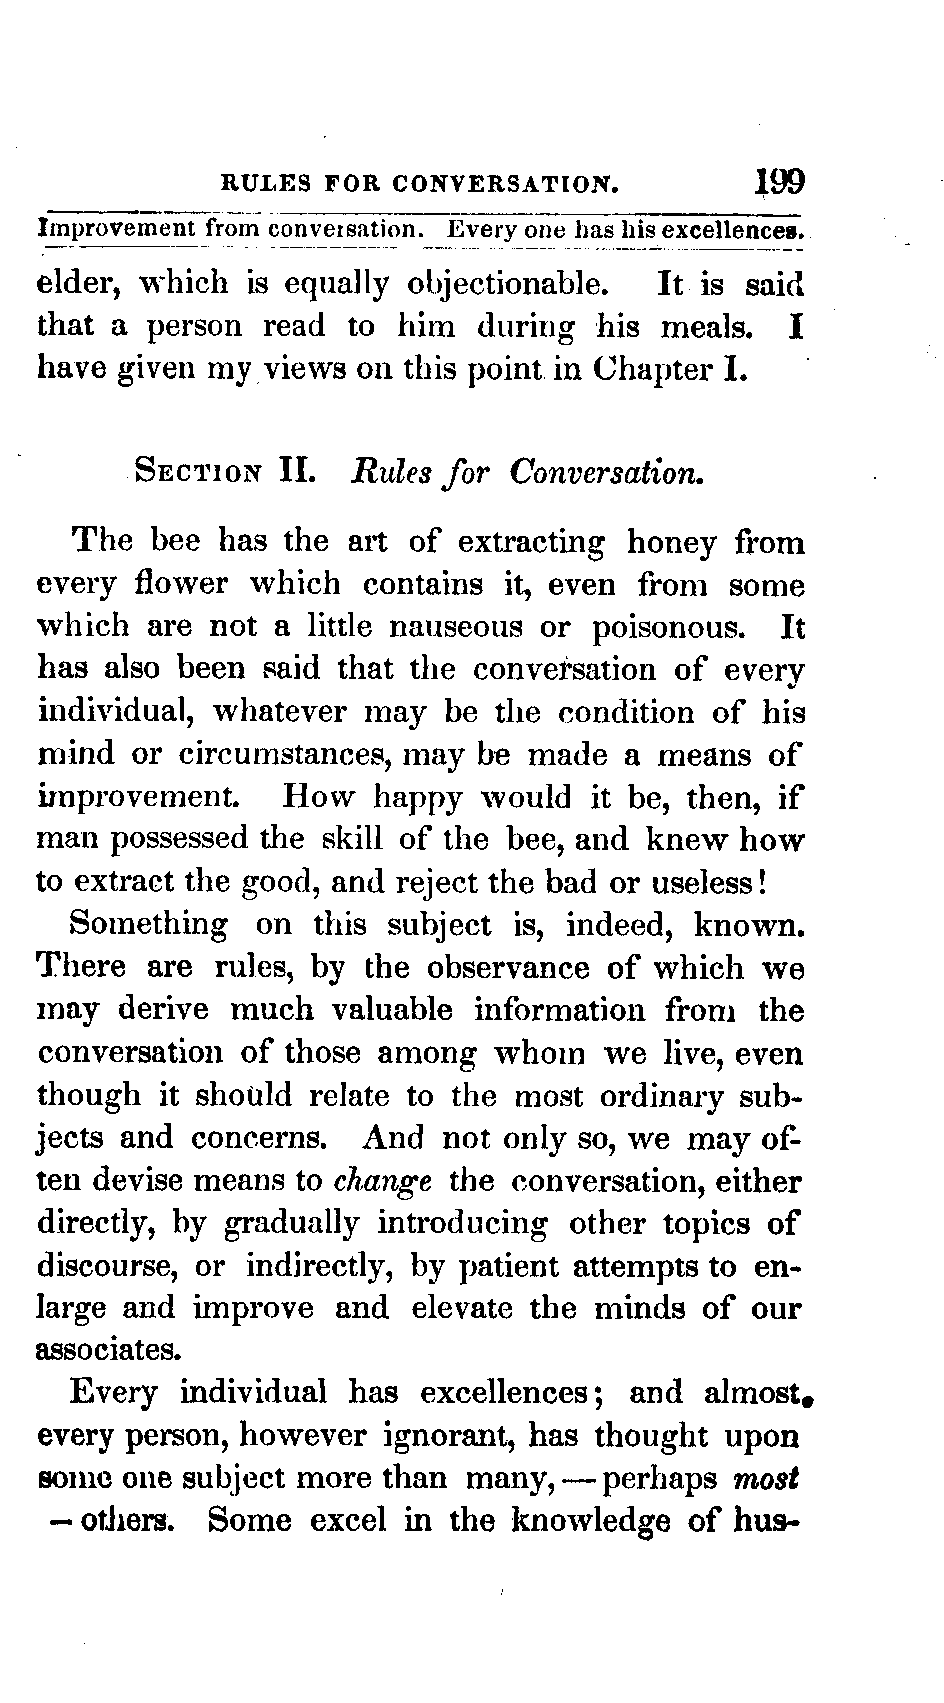 RULES FOR CONVERSATION. 199
Improvement from conversation. Every one has his excellences.
elder, which is equally objectionable. It is said
that a person read to him during his meals. I
have given my views on this point in Chapter I.
SECTION II. Rules for Conversation.
The bee has the art of extracting honey from
every flower which contains it, even from some
which are not a little nauseous or poisonous. It
has also been said that the conversation of every
individual, whatever may be the condition of his
mind or circumstances, may be made a means of
improvement. How happy would it be, then, if
man possessed the skill of the bee, and knew how
to extract the good, and reject the bad or useless!
Something on this subject is, indeed, known.
There are rules, by the observance of which we
may derive much valuable information from the
conversation of those among whom we live, even
though it should relate to the most ordinary sub-
jects and concerns. And not only so, we may of-
ten devise means to change the conversation, either
directly, by gradually introducing other topics of
discourse, or indirectly, by patient attempts to en-
large and improve and elevate the minds of our
associates.
Every individual has excellences; and almost
every person, however ignorant, has thought upon
some one subject more than many, — perhaps most
— others. Some excel in the knowledge of hus-